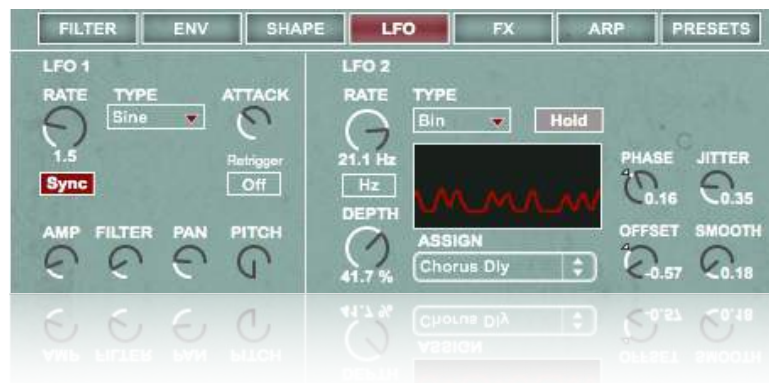 FILTER ENV SHAPE LFO FX ARP PRESETS
LFO 1
RATE TYPE ATTACK
Sine
1.5
Sync
Retrigger
Off
AMP FILTER PAN PITCH
LFO 2
RATE TYPE
Bin Hold
21.1 Hz
Hz
DEPTH
41.7 %
ASSIGN
Chorus Dly
PHASE JITTER
0.16 0.35
OFFSET SMOOTH
-0.57 0.18